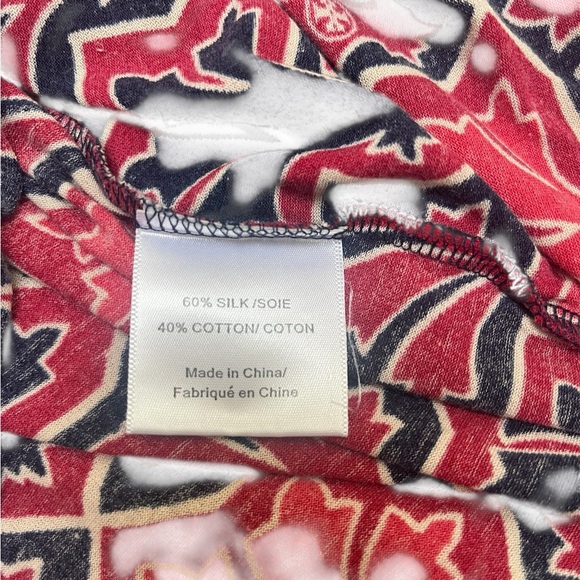 60% SILK /SOIE
40% COTTON/ COTON
Made in China/
Fabriqué en Chine